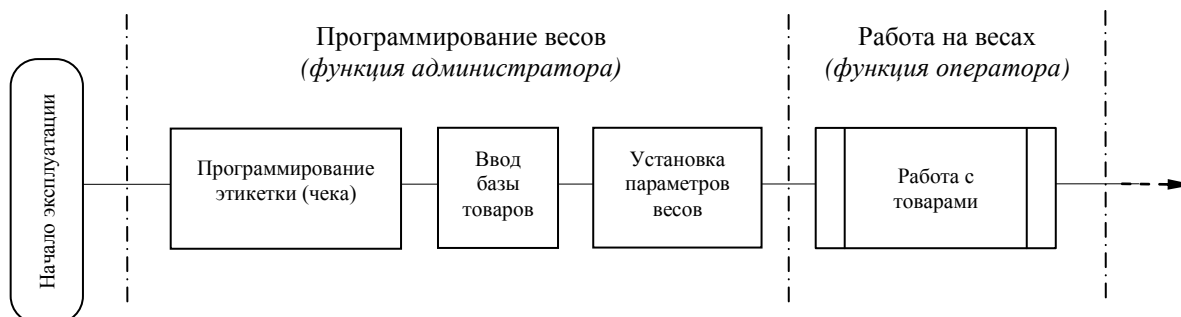 Начало эксплуатации
Программирование весов
(функция администратора)
Программирование
этикетки (чека)
Ввод
базы
товаров
Установка
параметров
весов
Работа на весах
(функция оператора)
Работа с
товарами